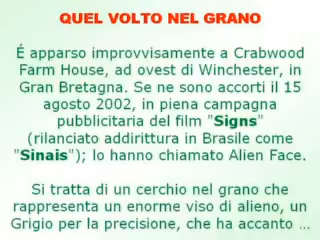 QUEL VOLTO NEL GRANO
É apparso improvvisamente a Crabwood
Farm House, ad ovest di Winchester, in
Gran Bretagna. Se ne sono accorti il 15
agosto 2002, in piena campagna
pubblicitaria del film "Signs"
(rilanciato addirittura in Brasile come
"Sinais"); lo hanno chiamato Alien Face.
Si tratta di un cerchio nel grano che
rappresenta un enorme viso di alieno, un
Grigio per la precisione, che ha accanto ...